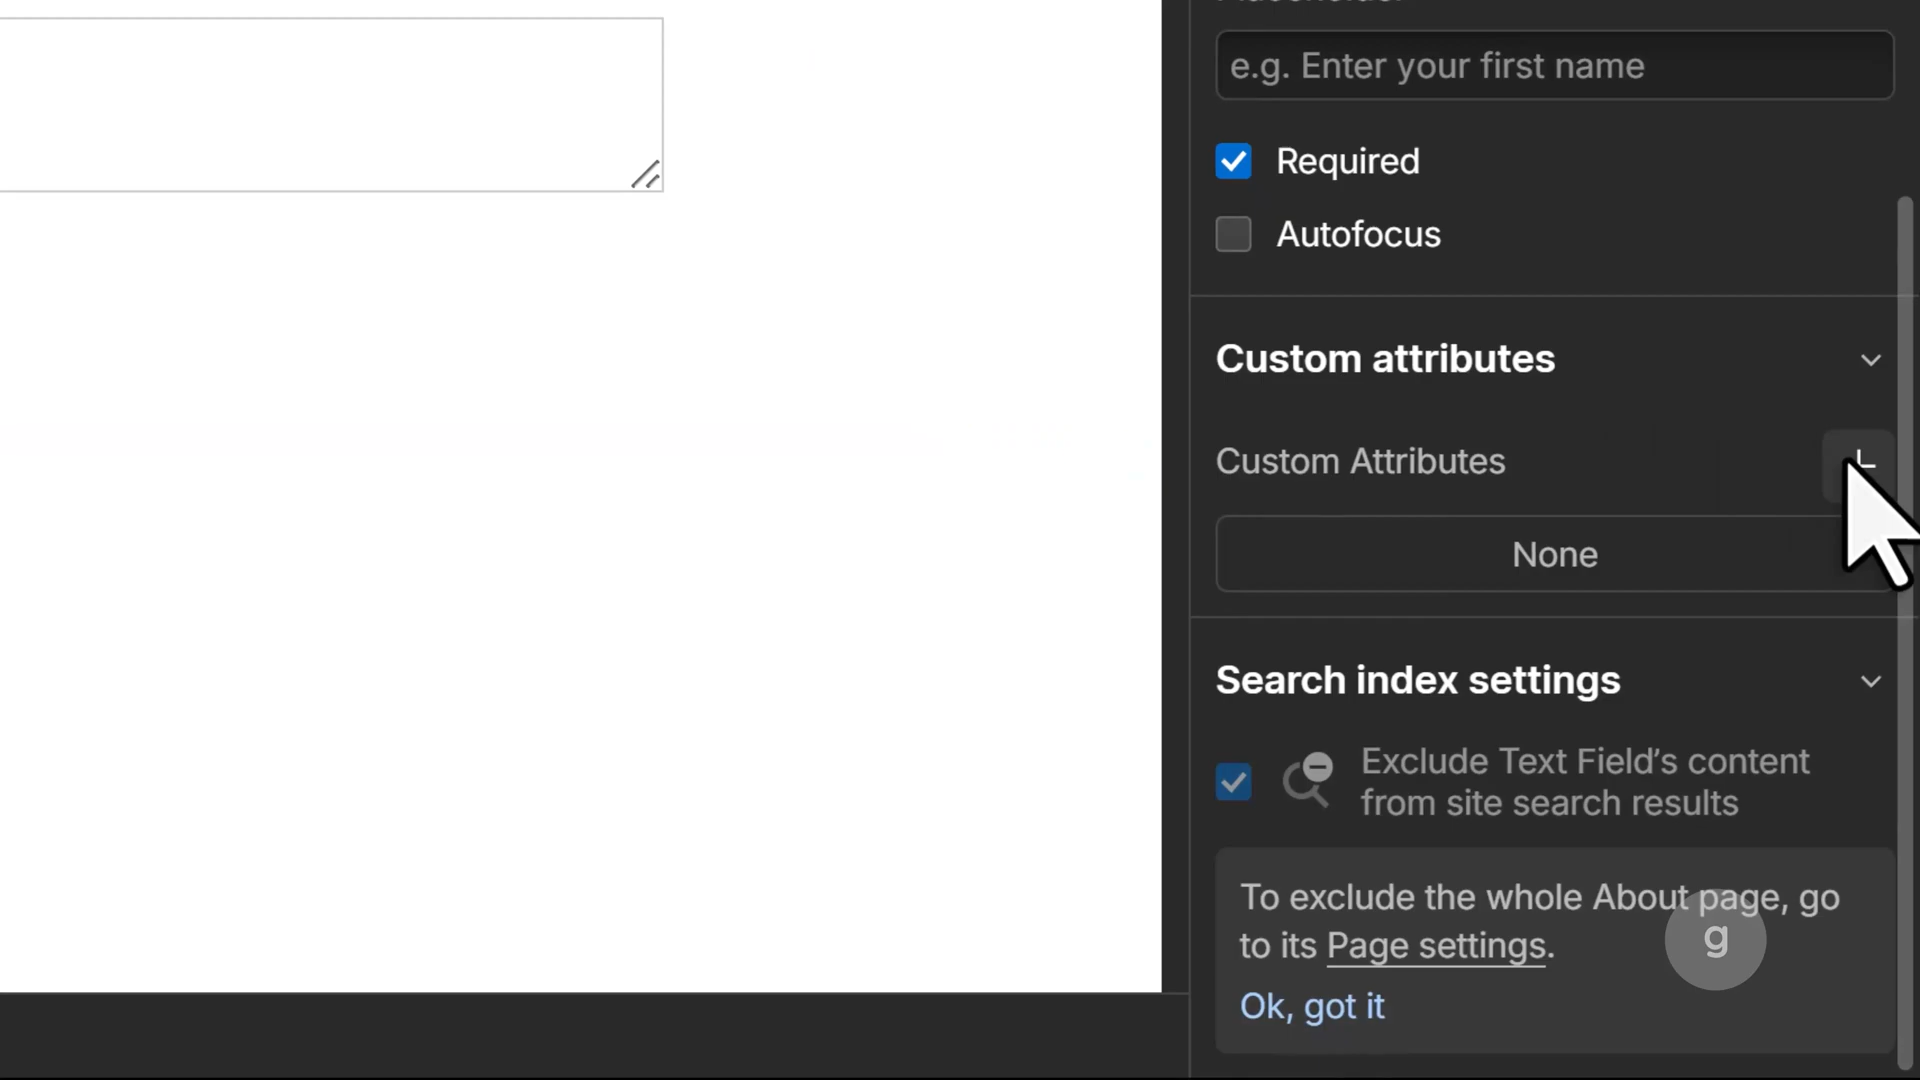 e.g. Enter your first name
Required
Autofocus
Custom attributes
Custom Attributes
None
Search index settings
Exclude Text Field’s content
from site search results
To exclude the whole About page, go
to its Page settings.
g
Ok, got it